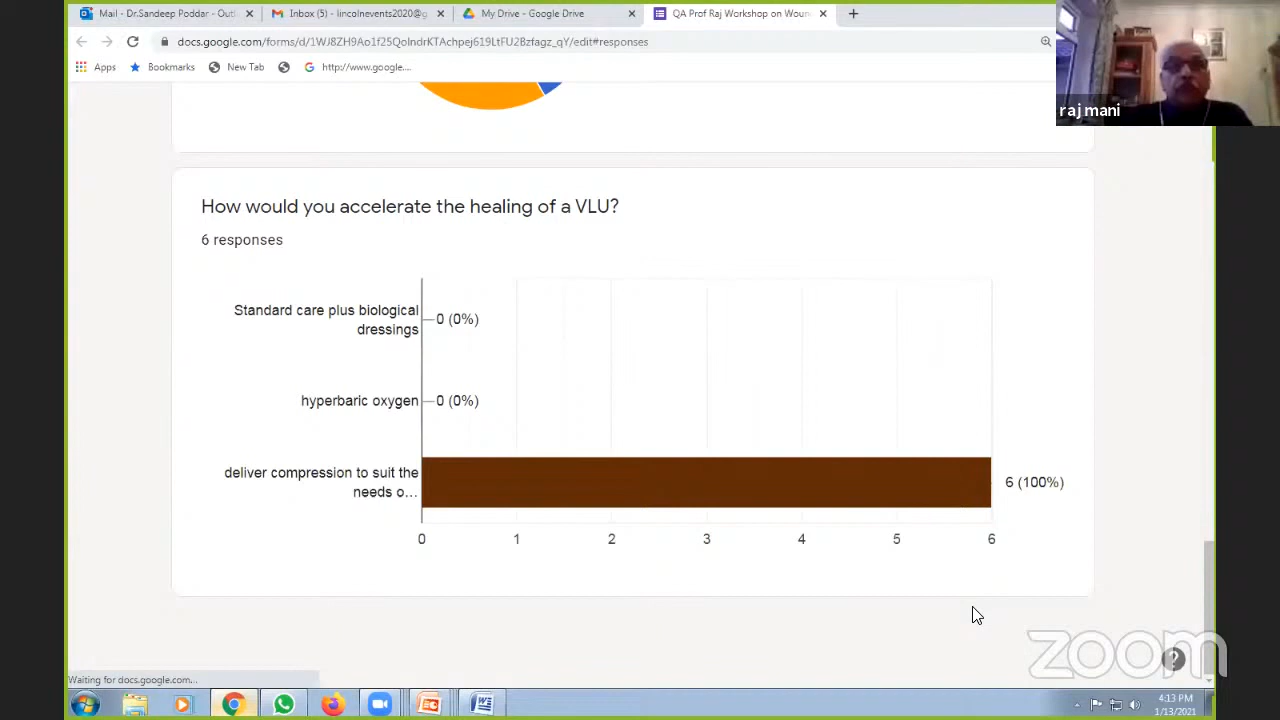 Mail - Dr.Sandeep Poddar - Outl
Inbox (5) - lincolnevents2020@g
My Drive - Google Drive
QA Prof Raj Workshop on Woun
docs.google.com/forms/d/1WJ8ZH9Ao1f25QolndrKTAchpej619LtFU2Bzfagz_qY/edit#responses
Apps
Bookmarks
New Tab
http://www.google....
raj mani
How would you accelerate the healing of a VLU?
6 responses
Standard care plus biological
dressings
0 (0%)
hyperbaric oxygen
0 (0%)
deliver compression to suit the
needs o...
6 (100%)
0 1 2 3 4 5 6
zoom
?
Waiting for docs.google.com...
4:13 PM
1/13/2021